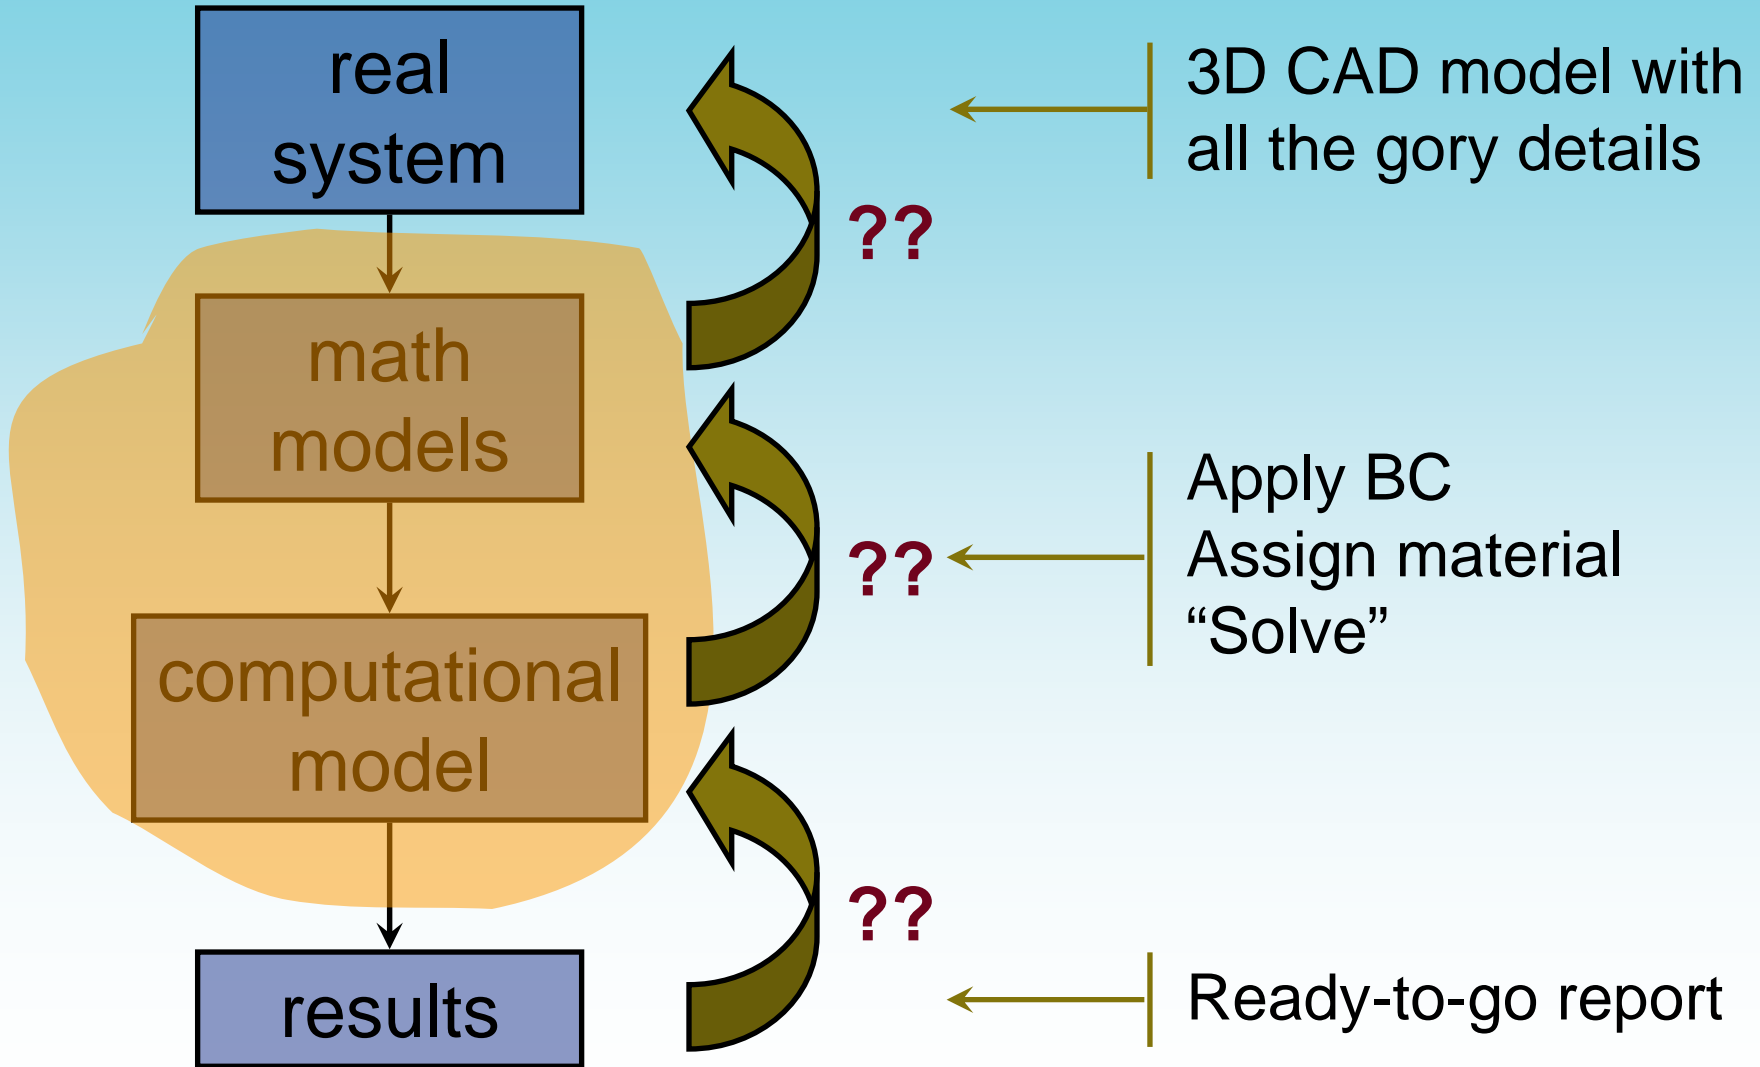 real
system
3D CAD model with
all the gory details
??
math
models
Apply BC
Assign material
“Solve”
??
computational
model
??
results
Ready-to-go report